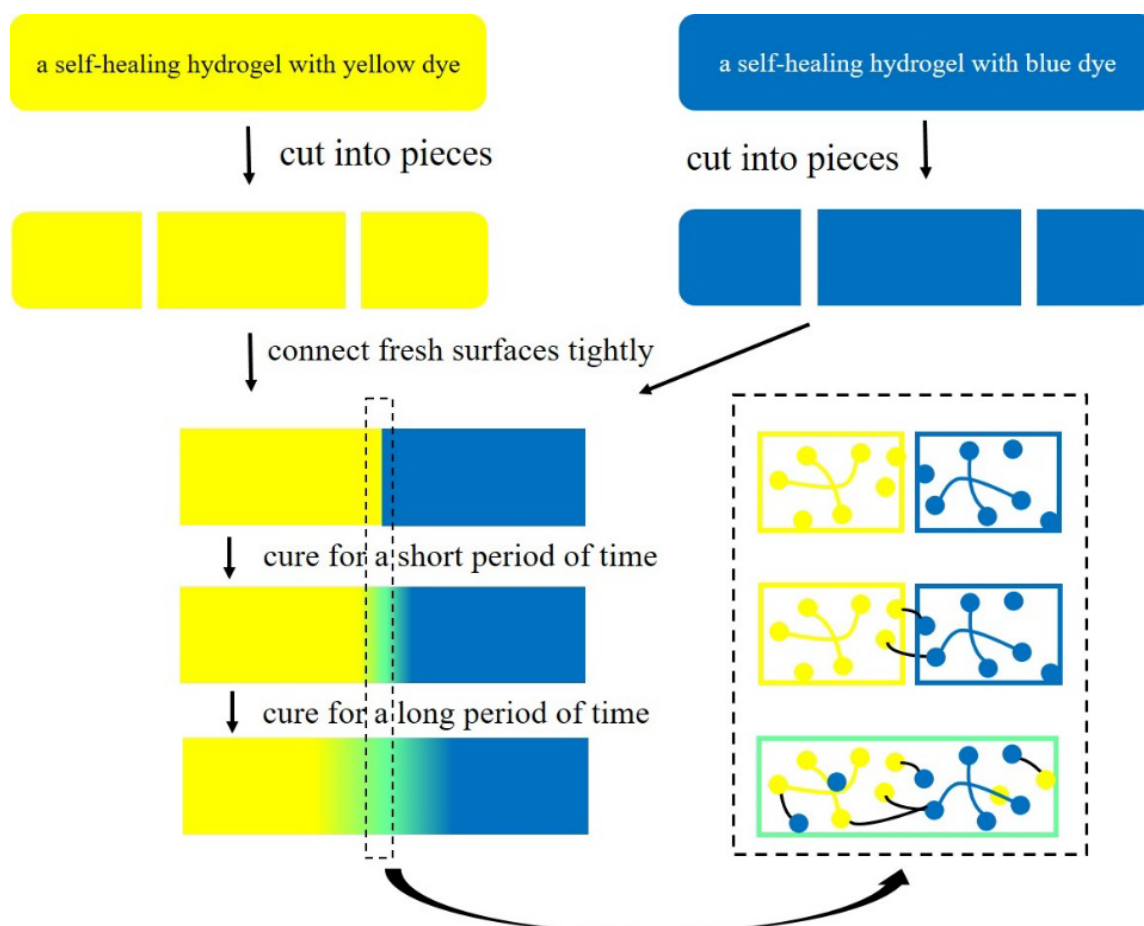 a self-healing hydrogel with yellow dye
a self-healing hydrogel with blue dye
cut into pieces
cut into pieces
connect fresh surfaces tightly
cure for a short period of time
cure for a long period of time